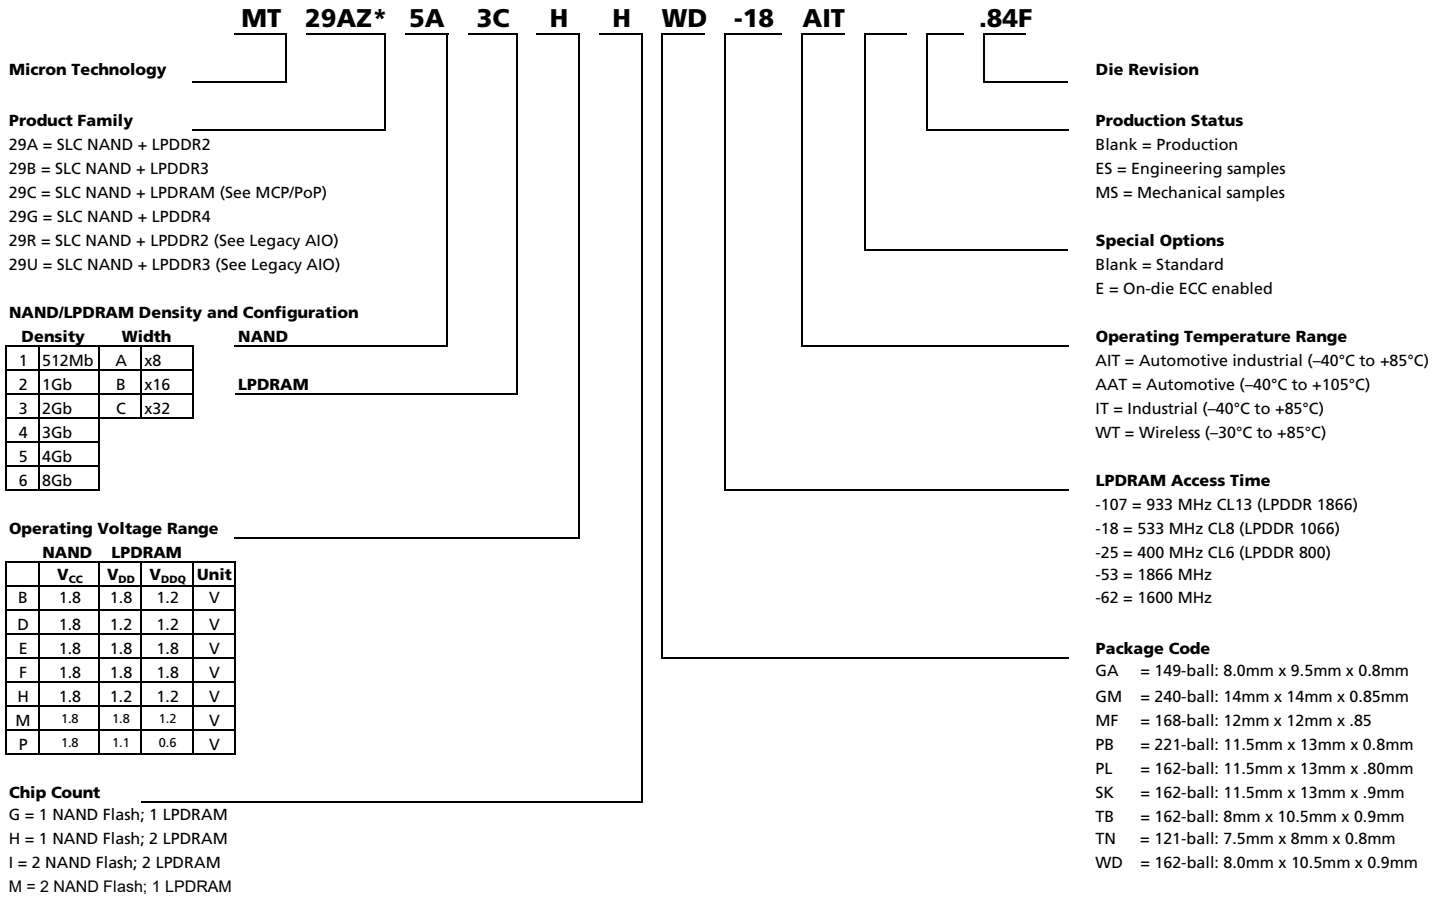 MT 29AZ* 5A 3C H H WD -18 AIT .84F
Micron Technology
Product Family
29A = SLC NAND + LPDDR2
29B = SLC NAND + LPDDR3
29C = SLC NAND + LPDRAM (See MCP/PoP)
29G = SLC NAND + LPDDR4
29R = SLC NAND + LPDDR2 (See Legacy AIO)
29U = SLC NAND + LPDDR3 (See Legacy AIO)
NAND/LPDRAM Density and Configuration
Density Width NAND
1 512Mb A x8
2 1Gb B x16 LPDRAM
3 2Gb C x32
4 3Gb
5 4Gb
6 8Gb
Operating Voltage Range
NAND LPDRAM
VCC VDD VDDQ Unit
B 1.8 1.8 1.2 V
D 1.8 1.2 1.2 V
E 1.8 1.8 1.8 V
F 1.8 1.8 1.8 V
H 1.8 1.2 1.2 V
M 1.8 1.8 1.2 V
P 1.8 1.1 0.6 V
Chip Count
G = 1 NAND Flash; 1 LPDRAM
H = 1 NAND Flash; 2 LPDRAM
I = 2 NAND Flash; 2 LPDRAM
M = 2 NAND Flash; 1 LPDRAM
Die Revision
Production Status
Blank = Production
ES = Engineering samples
MS = Mechanical samples
Special Options
Blank = Standard
E = On-die ECC enabled
Operating Temperature Range
AIT = Automotive industrial (–40°C to +85°C)
AAT = Automotive (–40°C to +105°C)
IT = Industrial (–40°C to +85°C)
WT = Wireless (–30°C to +85°C)
LPDRAM Access Time
-107 = 933 MHz CL13 (LPDDR 1866)
-18 = 533 MHz CL8 (LPDDR 1066)
-25 = 400 MHz CL6 (LPDDR 800)
-53 = 1866 MHz
-62 = 1600 MHz
Package Code
GA = 149-ball: 8.0mm x 9.5mm x 0.8mm
GM = 240-ball: 14mm x 14mm x 0.85mm
MF = 168-ball: 12mm x 12mm x .85
PB = 221-ball: 11.5mm x 13mm x 0.8mm
PL = 162-ball: 11.5mm x 13mm x .80mm
SK = 162-ball: 11.5mm x 13mm x .9mm
TB = 162-ball: 8mm x 10.5mm x 0.9mm
TN = 121-ball: 7.5mm x 8mm x 0.8mm
WD = 162-ball: 8.0mm x 10.5mm x 0.9mm